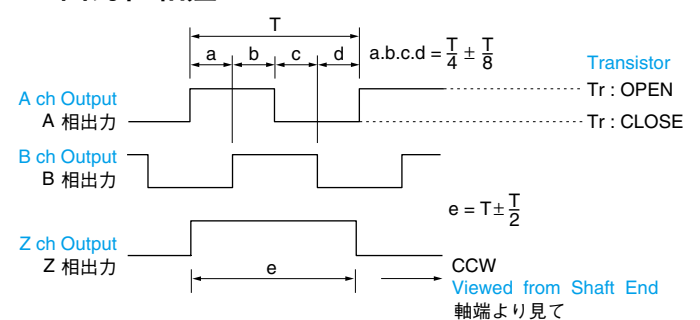 T
a b c d
a.b.c.d = T/4 ± T/8
Transistor
Tr : OPEN
A ch Output
A 相出力
Tr : CLOSE
B ch Output
B 相出力
e = T ± T/2
Z ch Output
Z 相出力
e
CCW
Viewed from Shaft End
軸端より見て